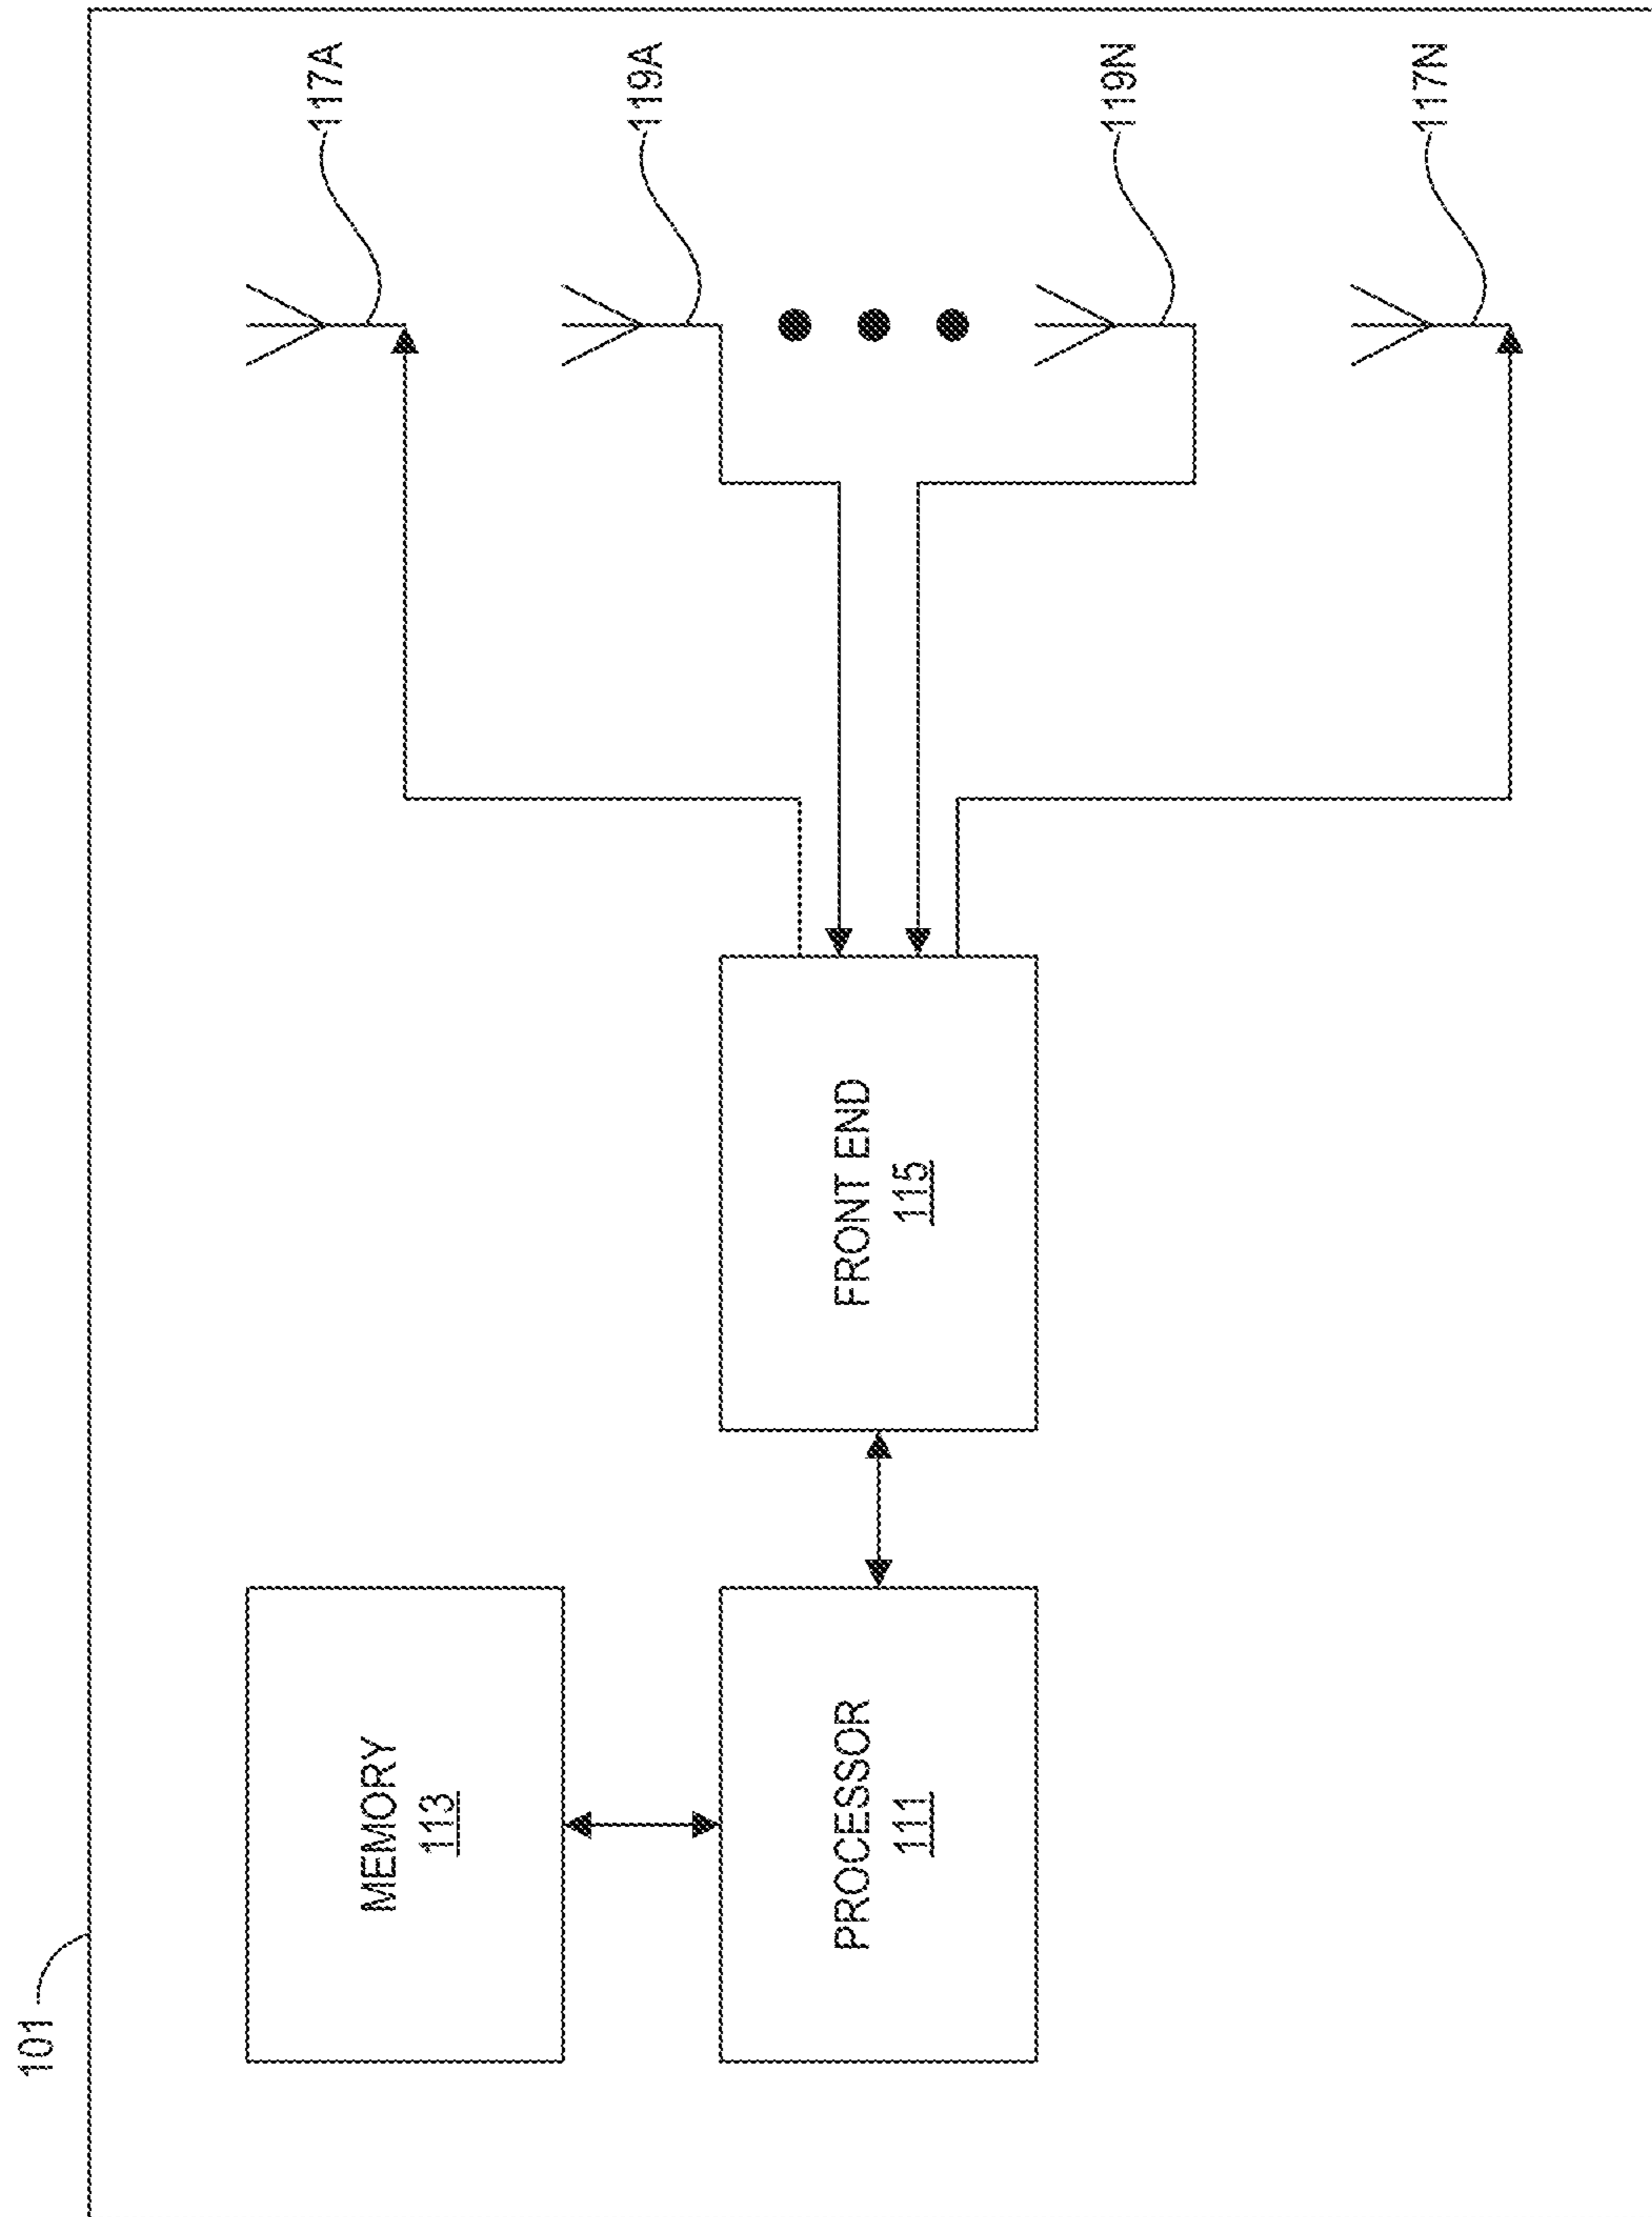 101
MEMORY
113
PROCESSOR
111
FRONT END
115
117A
119A
119N
117N